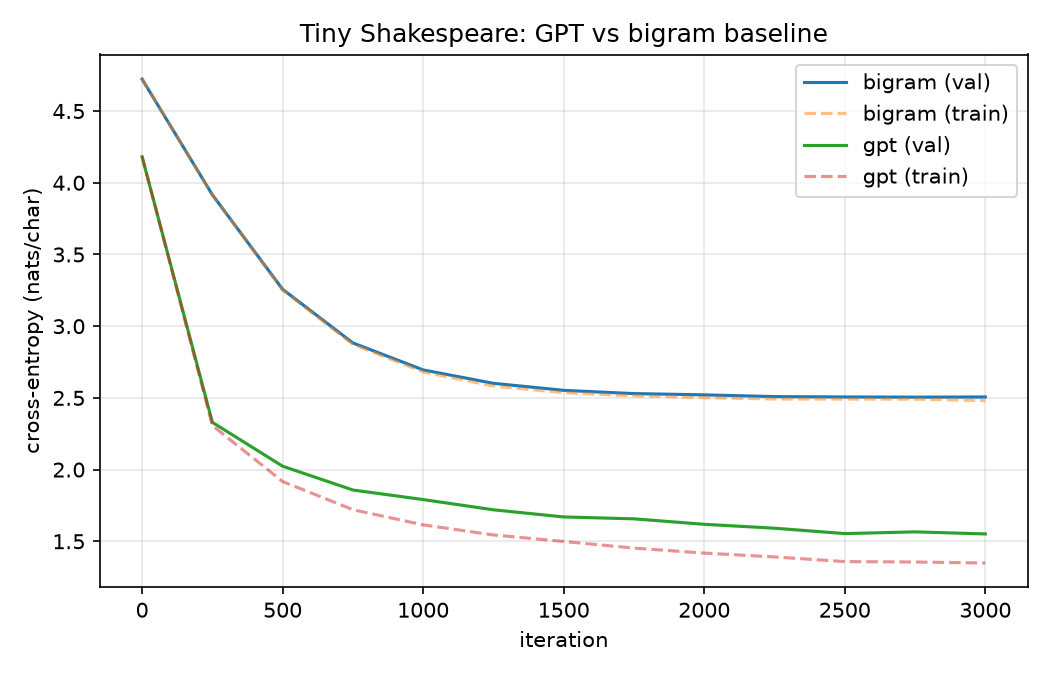 Tiny Shakespeare: GPT vs bigram baseline
bigram (val)
bigram (train)
gpt (val)
gpt (train)
cross-entropy (nats/char)
4.5
4.0
3.5
3.0
2.5
2.0
1.5
0 500 1000 1500 2000 2500 3000
iteration